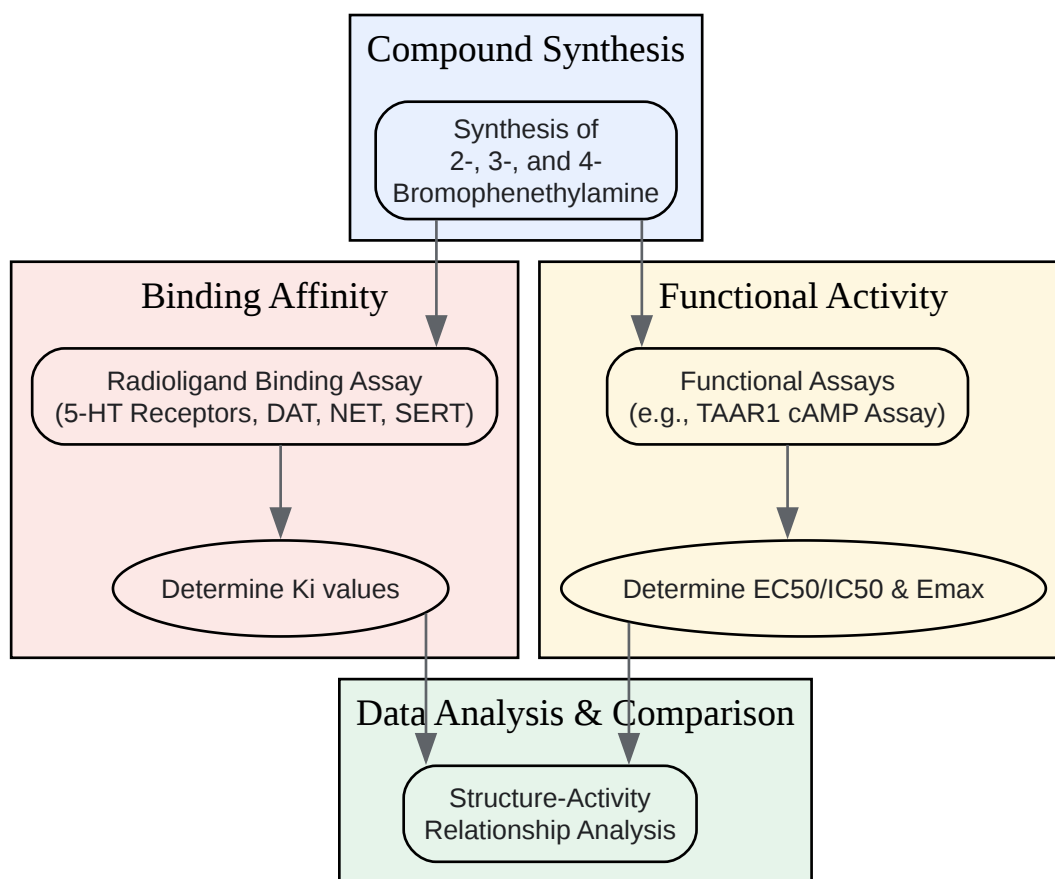 Compound Synthesis
Synthesis of
2-, 3-, and 4-
Bromophenethylamine
Binding Affinity
Radioligand Binding Assay
(5-HT Receptors, DAT, NET, SERT)
Determine Ki values
Functional Activity
Functional Assays
(e.g., TAAR1 cAMP Assay)
Determine EC50/IC50 & Emax
Data Analysis & Comparison
Structure-Activity
Relationship Analysis